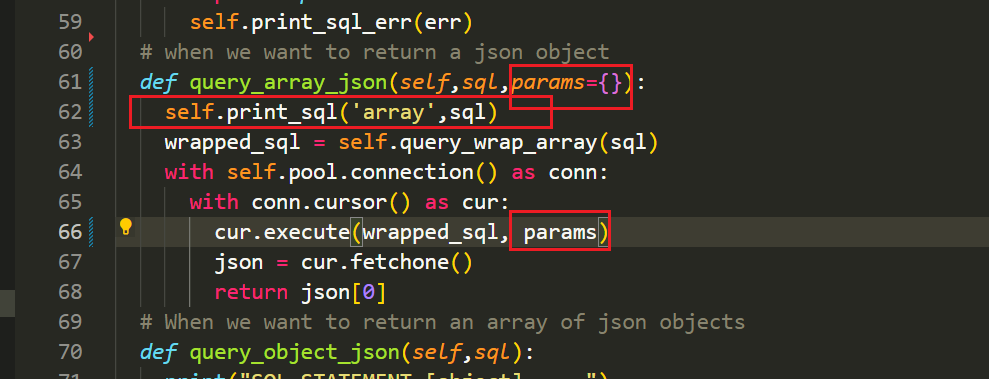 59 self.print_sql_err(err)
60 # when we want to return a json object
61 def query_array_json(self,sql,params={}):
62 self.print_sql('array',sql)
63 wrapped_sql = self.query_wrap_array(sql)
64 with self.pool.connection() as conn:
65 with conn.cursor() as cur:
66 cur.execute(wrapped_sql, params)
67 json = cur.fetchone()
68 return json[0]
69 # When we want to return an array of json objects
70 def query_object_json(self,sql):